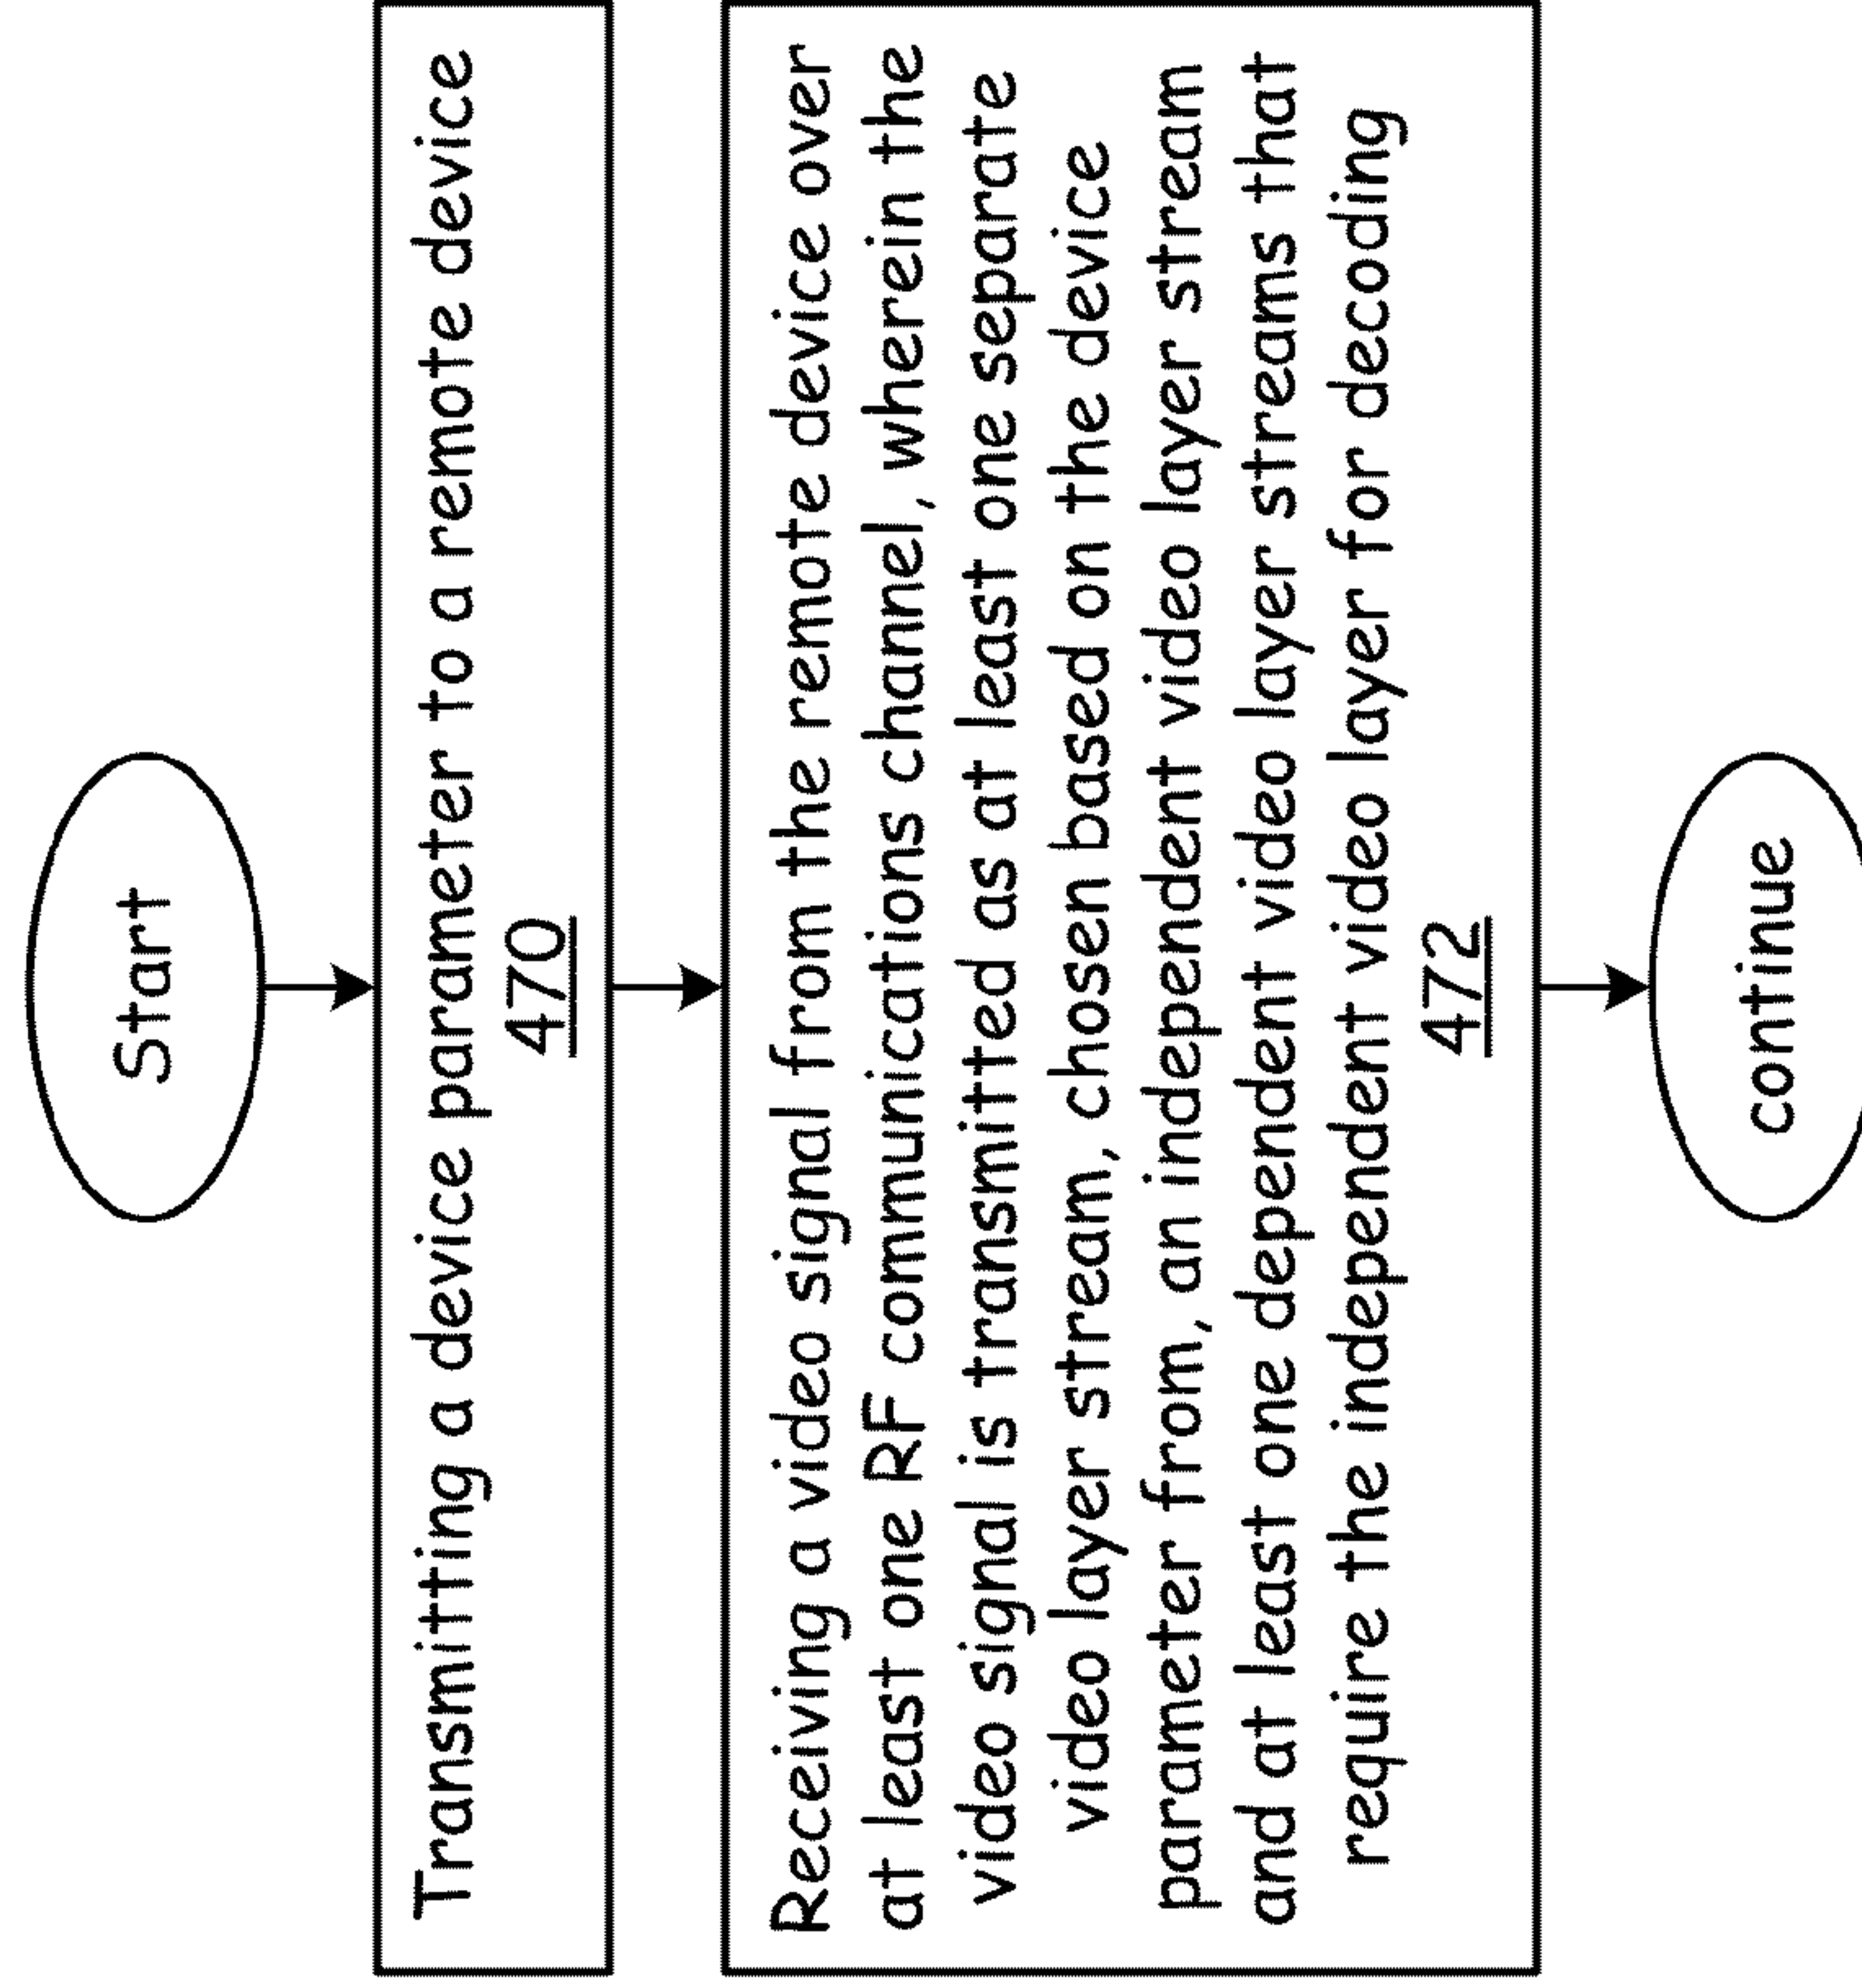 Start
Transmitting a device parameter to a remote device
470
Receiving a video signal from the remote device over
at least one RF communications channel, wherein the
video signal is transmitted as at least one separate
video layer stream, chosen based on the device
parameter from, an independent video layer stream
and at least one dependent video layer streams that
require the independent video layer for decoding
472
continue